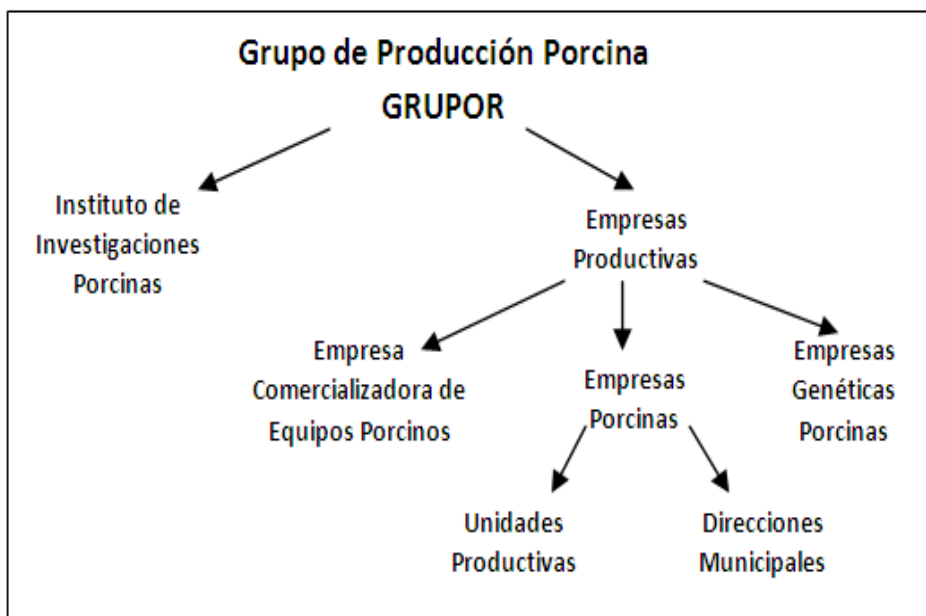 Grupo de Producción Porcina
GRUPOR
Instituto de
Investigaciones
Porcinas
Empresas
Productivas
Empresa
Comercializadora de
Equipos Porcinos
Empresas
Porcinas
Empresas
Genéticas
Porcinas
Unidades
Productivas
Direcciones
Municipales